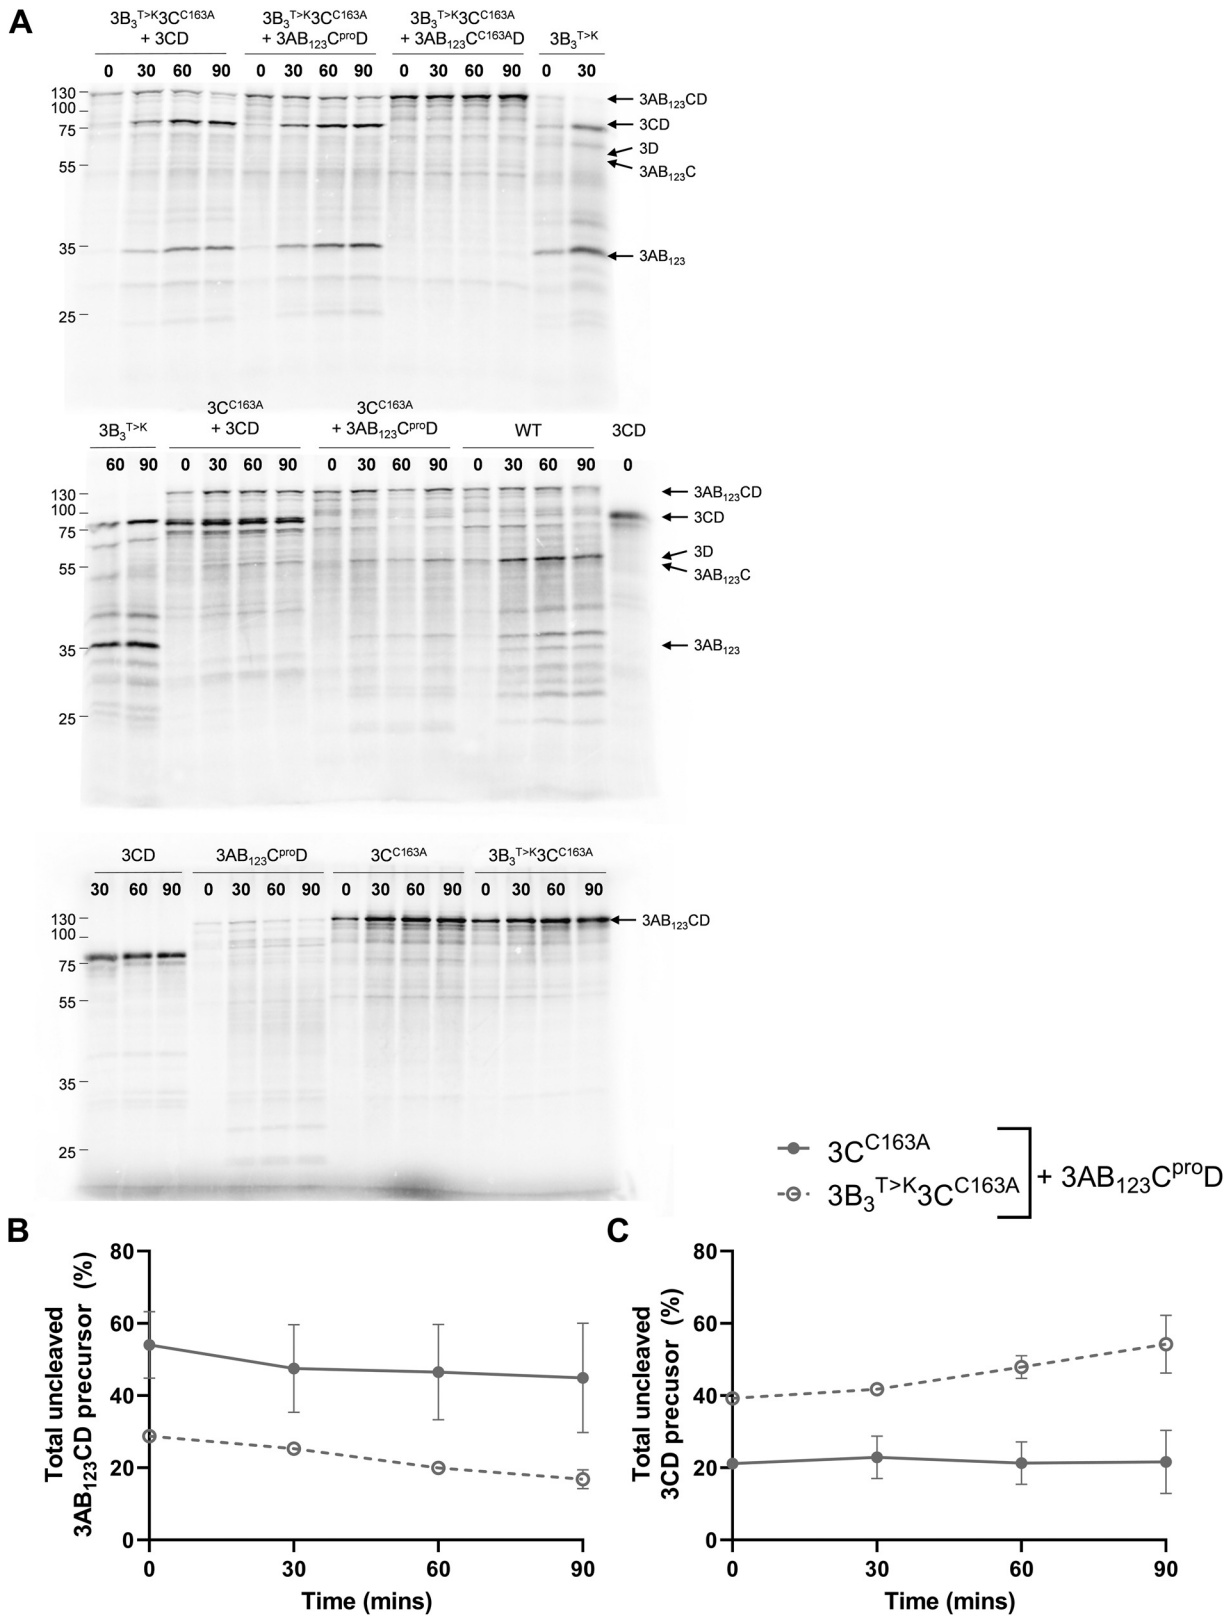 A
3B3T>K3CC163A 3B3T>K3CC163A 3B3T>K3CC163A
+ 3CD + 3AB123CproD + 3AB123CC163AD 3B3T>K
0 30 60 90 0 30 60 90 0 30 60 90 0 30
130
100
75
55
35
25
3AB123CD
3CD
3D
3AB123C
3AB123
3CC163A 3CC163A
3B3T>K + 3CD + 3AB123CproD WT 3CD
60 90 0 30 60 90 0 30 60 90 0 30 60 90 0
130
100
75
55
35
25
3AB123CD
3CD
3D
3AB123C
3AB123
3CD 3AB123CproD 3CC163A 3B3T>K3CC163A
30 60 90 0 30 60 90 0 30 60 90 0 30 60 90
130
100
75
55
35
25
3AB123CD
3CC163A
3B3T>K3CC163A
+ 3AB123CproD
B
Total uncleaved
3AB123CD precursor (%)
80
60
40
20
0
0 30 60 90
Time (mins)
C
Total uncleaved
3CD precusor (%)
80
60
40
20
0
0 30 60 90
Time (mins)